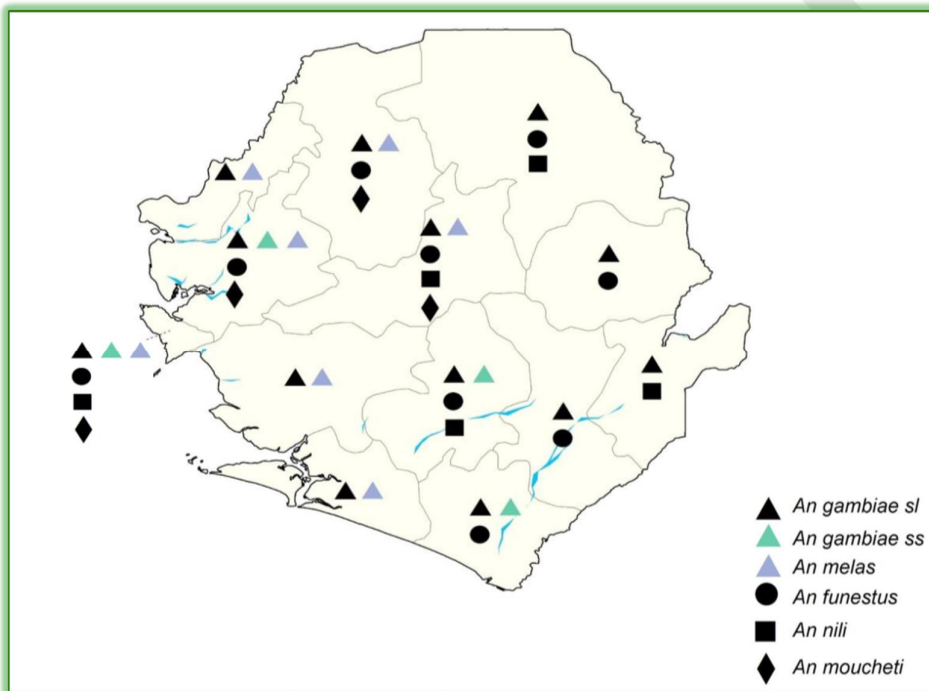 An gambiae sl
An gambiae ss
An melas
An funestus
An nili
An moucheti